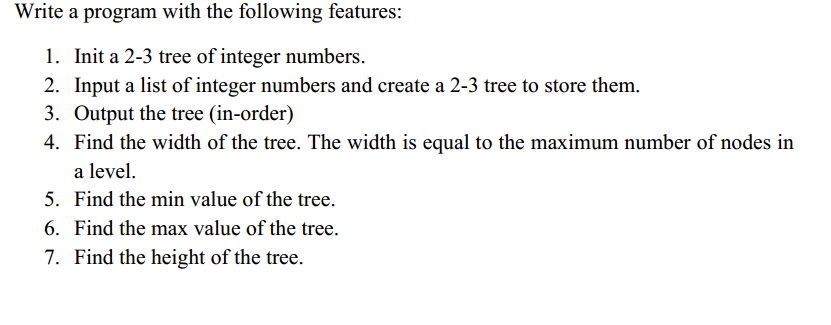 Write a program with the following features:
1. Init a 2-3 tree of integer numbers.
2. Input a list of integer numbers and create a 2-3 tree to store them.
3. Output the tree (in-order)
4. Find the width of the tree. The width is equal to the maximum number of nodes in
a level.
5. Find the min value of the tree.
6. Find the max value of the tree.
7. Find the height of the tree.